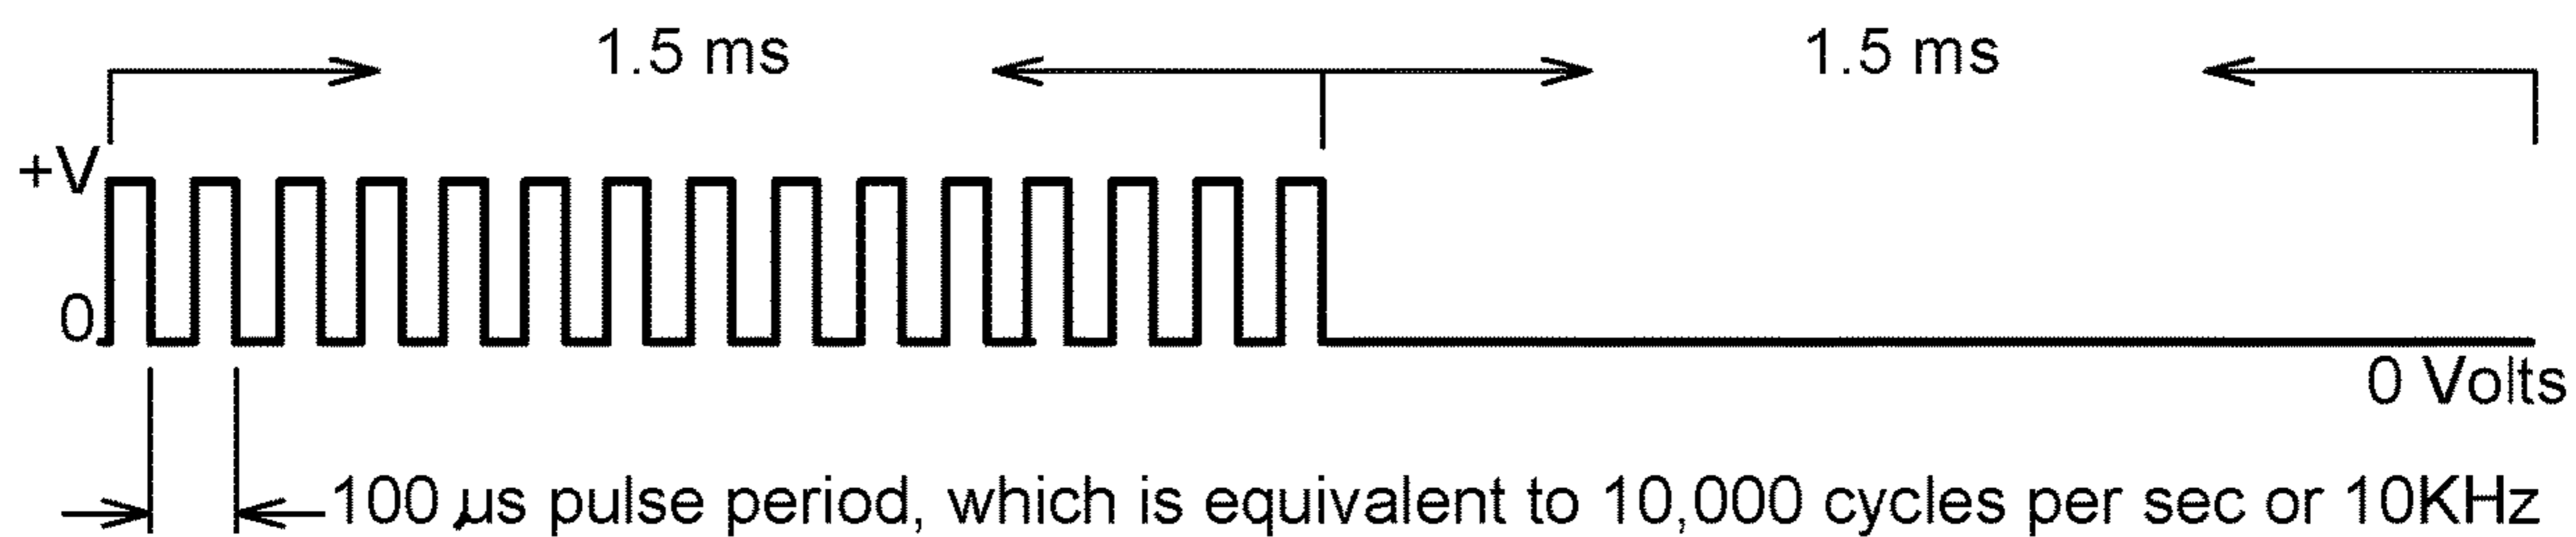 1.5 ms 1.5 ms
+V
0
0 Volts
100 µs pulse period, which is equivalent to 10,000 cycles per sec or 10KHz